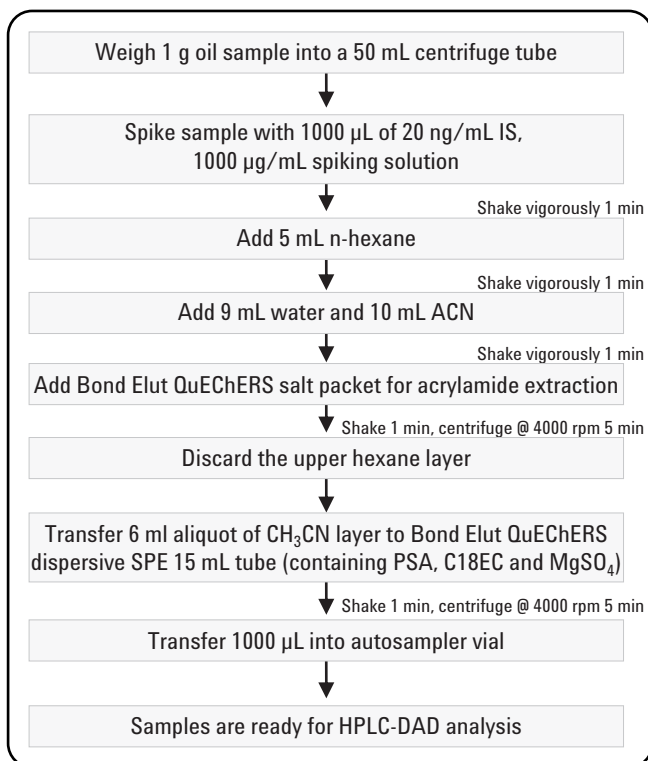 Weigh 1 g oil sample into a 50 mL centrifuge tube
Spike sample with 1000 µL of 20 ng/mL IS,
1000 µg/mL spiking solution
Shake vigorously 1 min
Add 5 mL n-hexane
Shake vigorously 1 min
Add 9 mL water and 10 mL ACN
Shake vigorously 1 min
Add Bond Elut QuEChERS salt packet for acrylamide extraction
Shake 1 min, centrifuge @ 4000 rpm 5 min
Discard the upper hexane layer
Transfer 6 ml aliquot of CH₃CN layer to Bond Elut QuEChERS
dispersive SPE 15 mL tube (containing PSA, C18EC and MgSO₄)
Shake 1 min, centrifuge @ 4000 rpm 5 min
Transfer 1000 µL into autosampler vial
Samples are ready for HPLC-DAD analysis